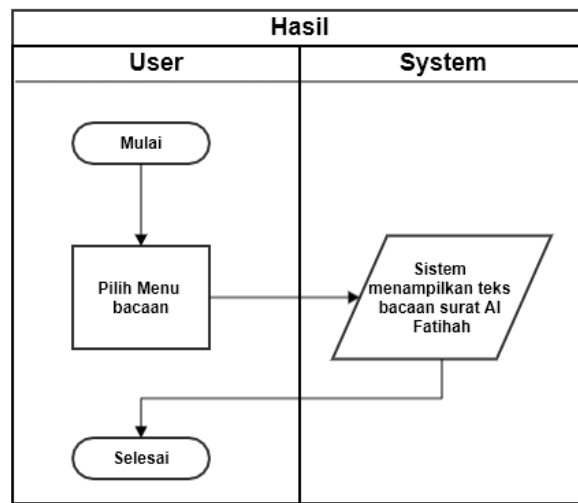 Hasil
User
System
Mulai
Pilih Menu
bacaan
Sistem
menampilkan teks
bacaan surat Al
Fatihah
Selesai